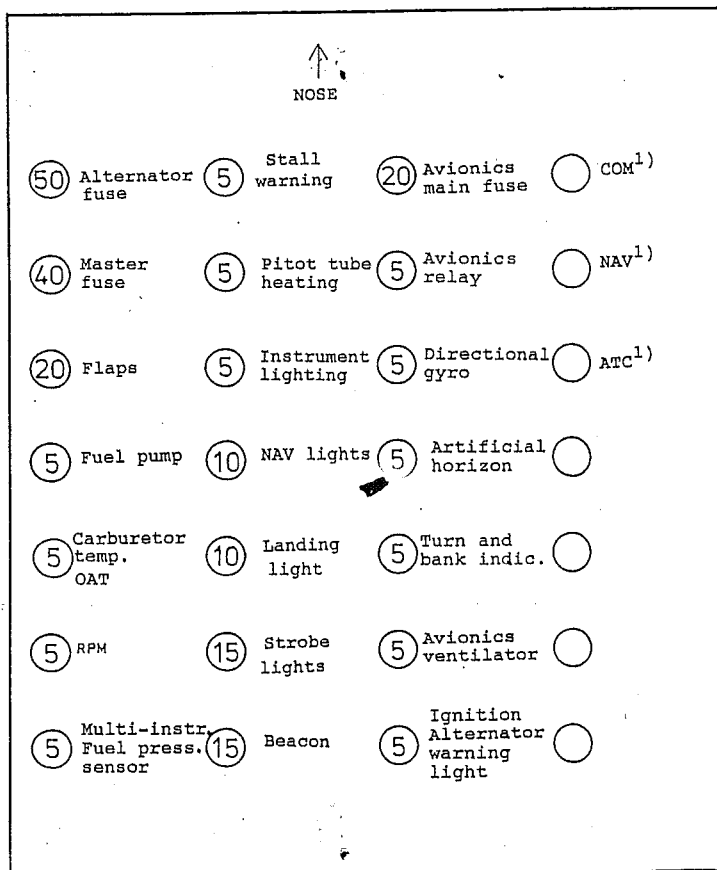 NOSE
50 Alternator fuse
5 Stall warning
20 Avionics main fuse
COM1)
40 Master fuse
5 Pitot tube heating
5 Avionics relay
NAV1)
20 Flaps
5 Instrument lighting
5 Directional gyro
ATC1)
5 Fuel pump
10 NAV lights
5 Artificial horizon
5 Carburetor temp. OAT
10 Landing light
5 Turn and bank indic.
5 RPM
15 Strobe lights
5 Avionics ventilator
5 Multi-instr. Fuel press. sensor
15 Beacon
5 Ignition Alternator warning light